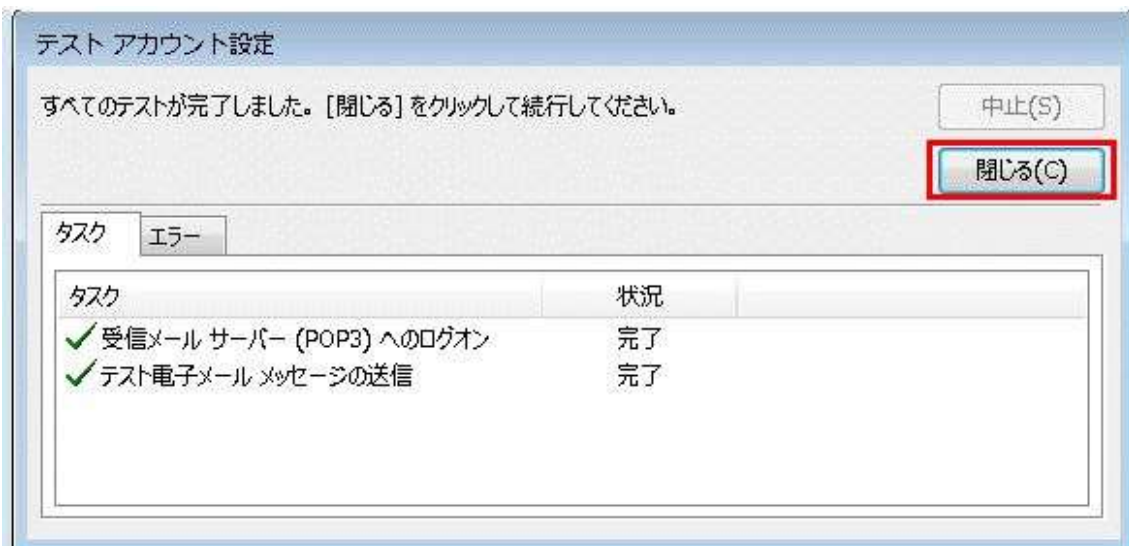 テスト アカウント設定
すべてのテストが完了しました。[閉じる] をクリックして続行してください。
中止(S)
閉じる(C)
タスク エラー
タスク 状況
受信メール サーバー (POP3) へのログオン 完了
テスト電子メール メッセージの送信 完了